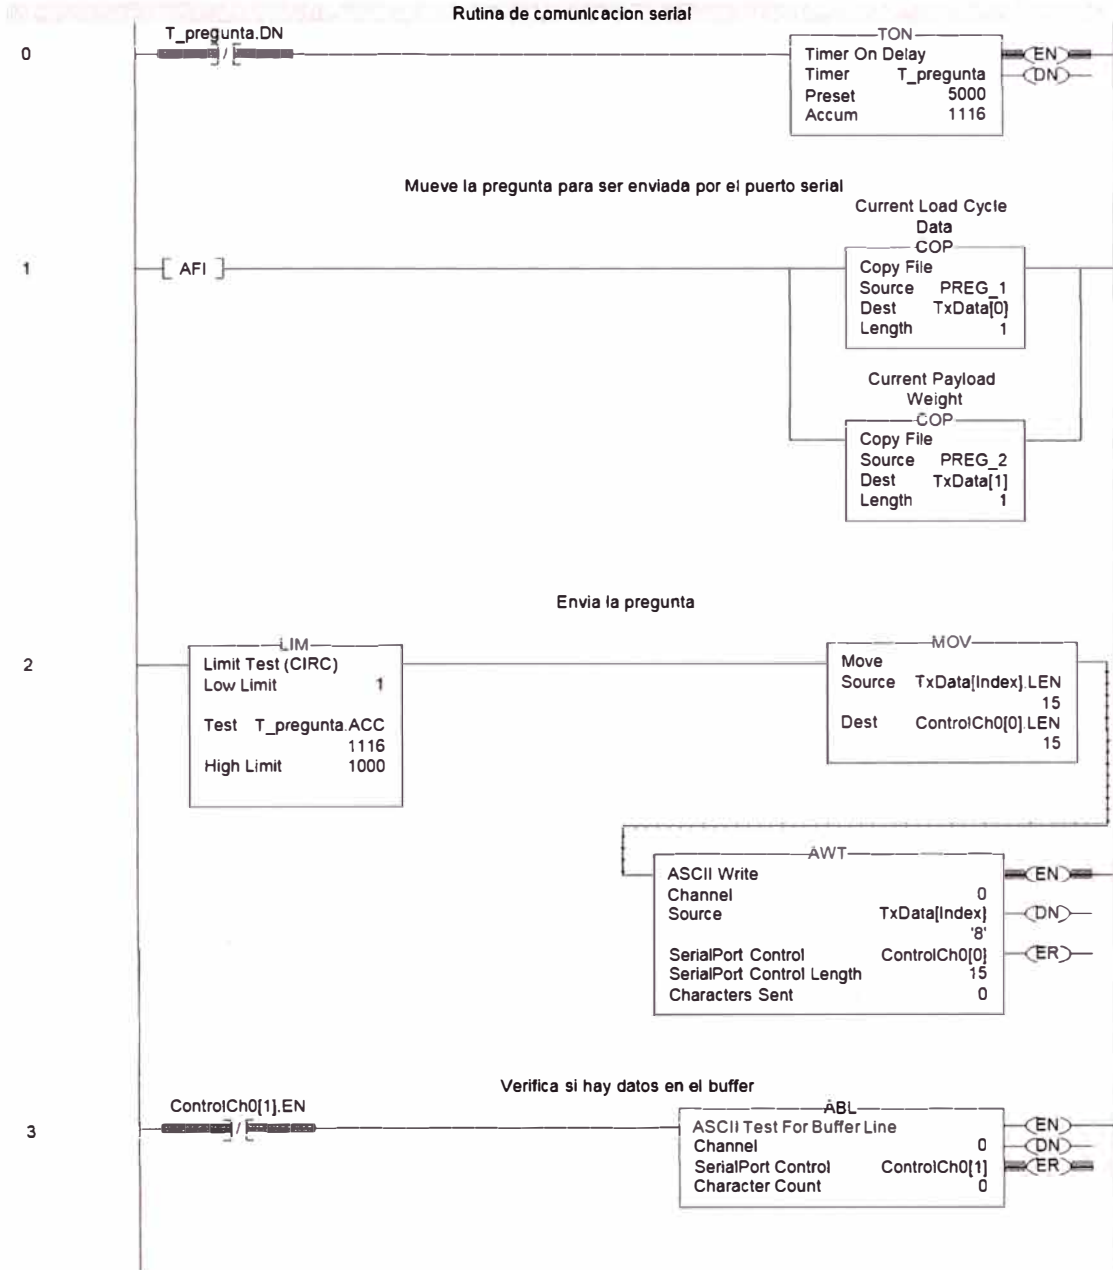 Rutina de comunicacion serial
0
T_pregunta.DN
/
TON
Timer On Delay
Timer T_pregunta
Preset 5000
Accum 1116
EN
DN
Mueve la pregunta para ser enviada por el puerto serial
1
AFI
Current Load Cycle
Data
COP
Copy File
Source PREG_1
Dest TxData[0]
Length 1
Current Payload
Weight
COP
Copy File
Source PREG_2
Dest TxData[1]
Length 1
Envia la pregunta
2
LIM
Limit Test (CIRC)
Low Limit 1
Test T_pregunta.ACC
1116
High Limit 1000
MOV
Move
Source TxData[Index].LEN
15
Dest ControlCh0[0].LEN
15
AWT
ASCII Write
Channel 0
Source TxData[Index]
'8'
SerialPort Control ControlCh0[0]
SerialPort Control Length 15
Characters Sent 0
EN
DN
ER
Verifica si hay datos en el buffer
3
ControlCh0[1].EN
/
ABL
ASCII Test For Buffer Line
Channel 0
SerialPort Control ControlCh0[1]
Character Count 0
EN
DN
ER